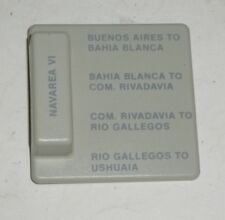 NAVAREA VI
BUENOS AIRES TO
BAHIA BLANCA
BAHIA BLANCA TO
COM. RIVADAVIA
COM. RIVADAVIA TO
RIO GALLEGOS
RIO GALLEGOS TO
USHUAIA